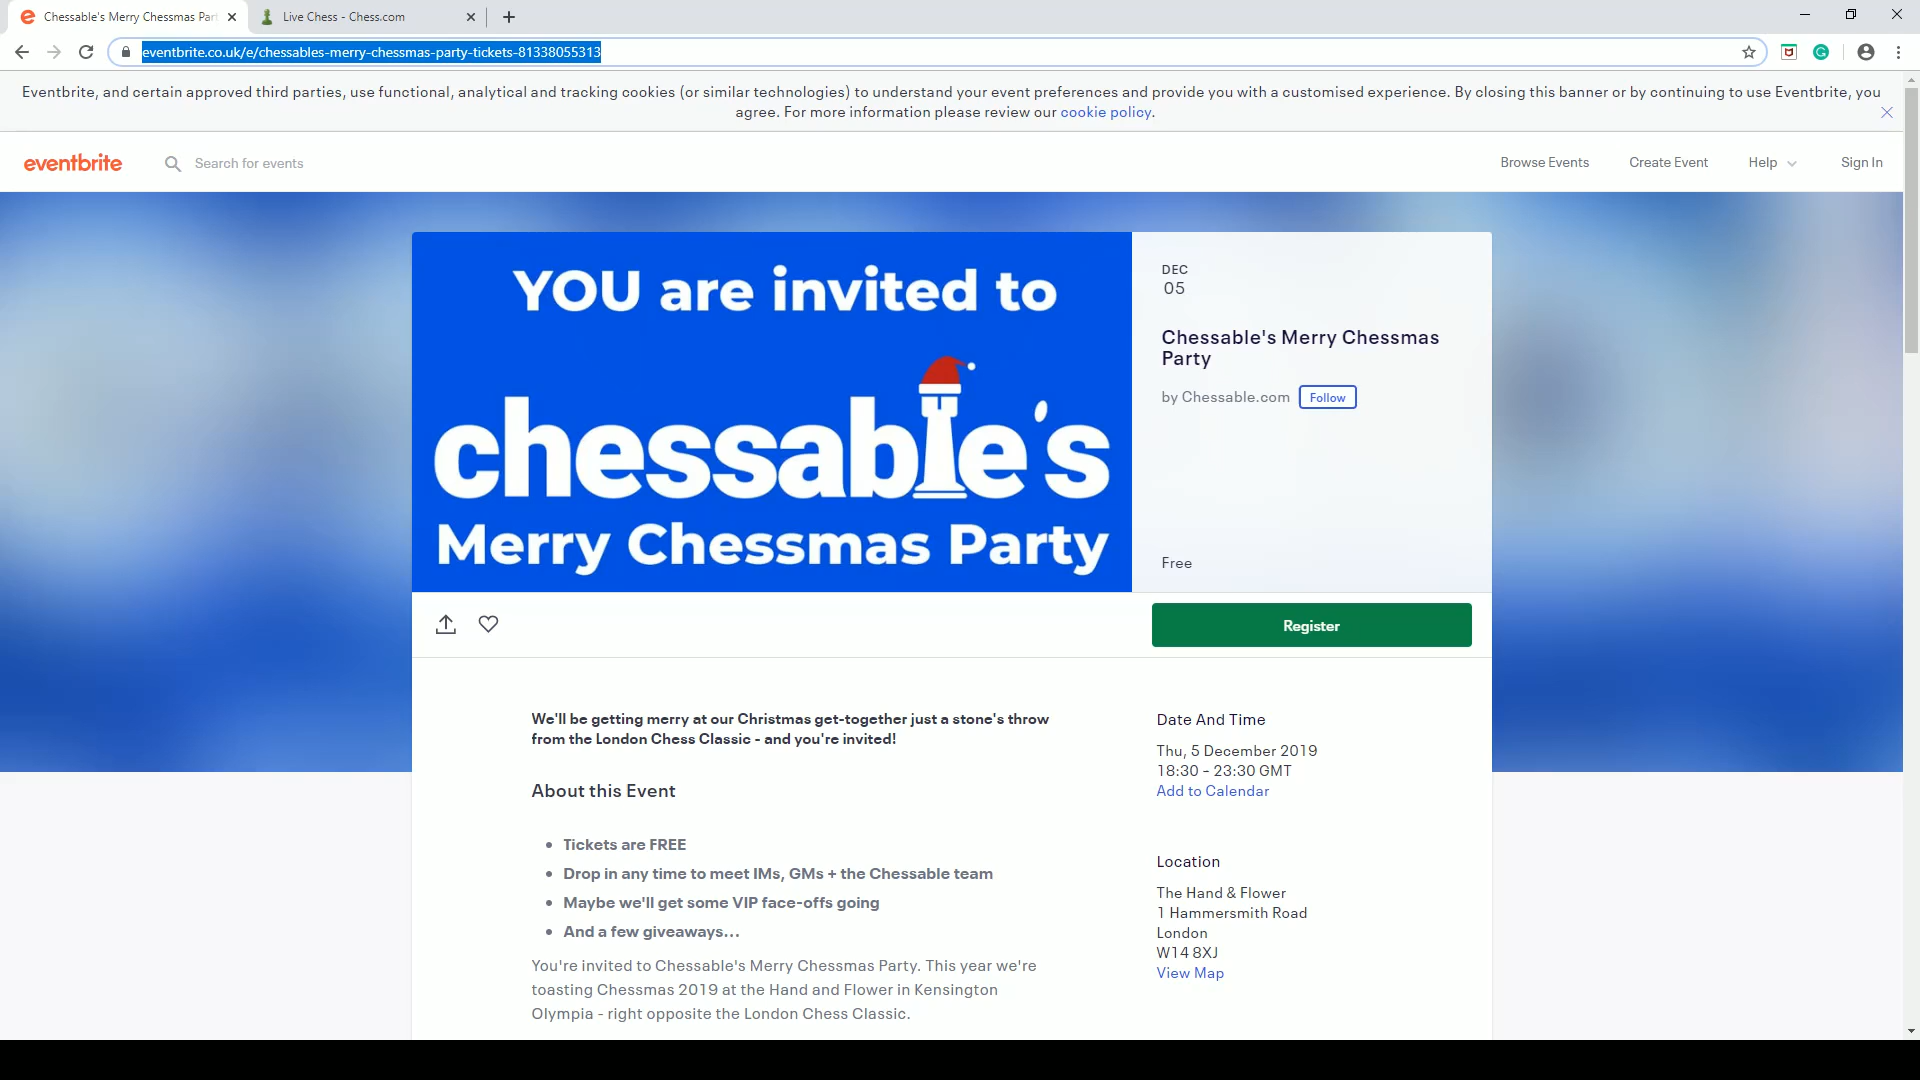 Chessable's Merry Chessmas Par
Live Chess - Chess.com
eventbrite.co.uk/e/chessables-merry-chessmas-party-tickets-81338055313
Eventbrite, and certain approved third parties, use functional, analytical and tracking cookies (or similar technologies) to understand your event preferences and provide you with a customised experience. By closing this banner or by continuing to use Eventbrite, you
agree. For more information please review our cookie policy.
eventbrite
Search for events
Browse Events
Create Event
Help
Sign In
YOU are invited to
chessable's
Merry Chessmas Party
DEC
05
Chessable's Merry Chessmas
Party
by Chessable.com
Follow
Free
Register
We'll be getting merry at our Christmas get-together just a stone's throw
from the London Chess Classic - and you're invited!
About this Event
• Tickets are FREE
• Drop in any time to meet IMs, GMs + the Chessable team
• Maybe we'll get some VIP face-offs going
• And a few giveaways...
You're invited to Chessable's Merry Chessmas Party. This year we're
toasting Chessmas 2019 at the Hand and Flower in Kensington
Olympia - right opposite the London Chess Classic.
Date And Time
Thu, 5 December 2019
18:30 – 23:30 GMT
Add to Calendar
Location
The Hand & Flower
1 Hammersmith Road
London
W14 8XJ
View Map